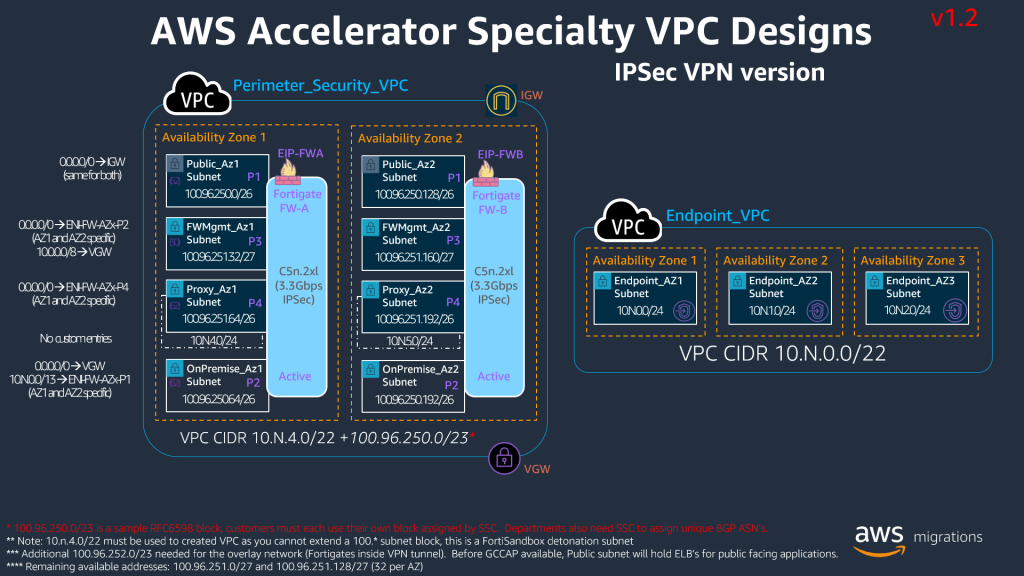 AWS Accelerator Specialty VPC Designs
v1.2
IPSec VPN version
VPC
Perimeter_Security_VPC
IGW
Availability Zone 1
Availability Zone 2
0.0.0.0/0 → IGW
(same for both)
Public_Az1
Subnet
P1
100.96.250.0/26
EIP-FWA
Fortigate
FW-A
Public_Az2
Subnet
P1
100.96.250.128/26
EIP-FWB
Fortigate
FW-B
0.0.0.0/0 → ENI-FW-AZx-P2
(AZ1 and AZ2 specific)
10.0.0.0/8 → VGW
FWMgmt_Az1
Subnet
P3
100.96.251.32/27
FWMgmt_Az2
Subnet
P3
100.96.251.160/27
C5n.2xl
(3.3Gbps
IPSec)
C5n.2xl
(3.3Gbps
IPSec)
0.0.0.0/0 → ENI-FW-AZx-P4
(AZ1 and AZ2 specific)
Proxy_Az1
Subnet
P4
100.96.251.64/26
Proxy_Az2
Subnet
P4
100.96.251.192/26
No custom entries
10.N.4.0/24
10.N.5.0/24
0.0.0.0/0 → VGW
10.N.0.0/13 → ENI-FW-AZx-P1
(AZ1 and AZ2 specific)
OnPremise_Az1
Subnet
P2
100.96.250.64/26
Active
OnPremise_Az2
Subnet
P2
100.96.250.192/26
Active
VPC CIDR 10.N.4.0/22 +100.96.250.0/23*
VGW
VPC
Endpoint_VPC
Availability Zone 1
Availability Zone 2
Availability Zone 3
Endpoint_AZ1
Subnet
10.N.0.0/24
Endpoint_AZ2
Subnet
10.N.1.0/24
Endpoint_AZ3
Subnet
10.N.2.0/24
VPC CIDR 10.N.0.0/22
* 100.96.250.0/23 is a sample RFC6598 block, customers must each use their own block assigned by SSC. Departments also need SSC to assign unique BGP ASN's.
** Note: 10.n.4.0/22 must be used to created VPC as you cannot extend a 100.* subnet block, this is a FortiSandbox detonation subnet
*** Additional 100.96.252.0/23 needed for the overlay network (Fortigates inside VPN tunnel). Before GCCAP available, Public subnet will hold ELB's for public facing applications.
**** Remaining available addresses: 100.96.251.0/27 and 100.96.251.128/27 (32 per AZ)
aws migrations